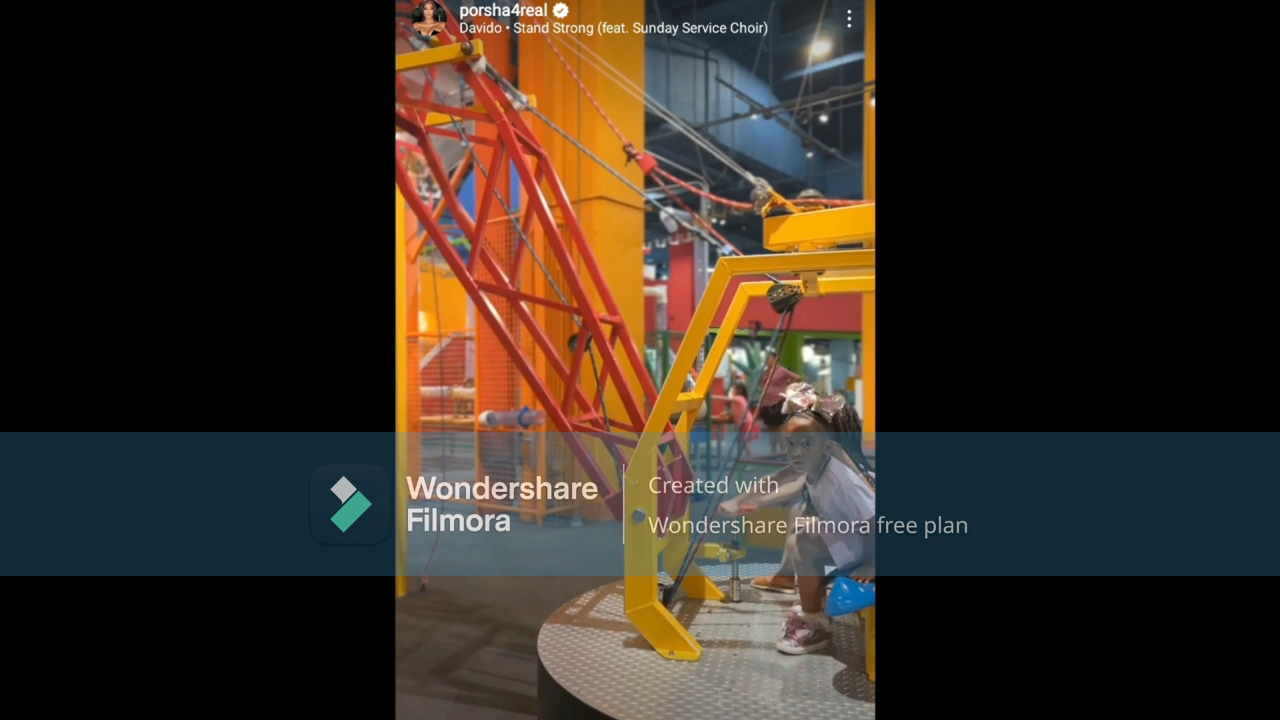 porsha4real
Davido • Stand Strong (feat. Sunday Service Choir)
Wondershare
Filmora
Created with
Wondershare Filmora free plan